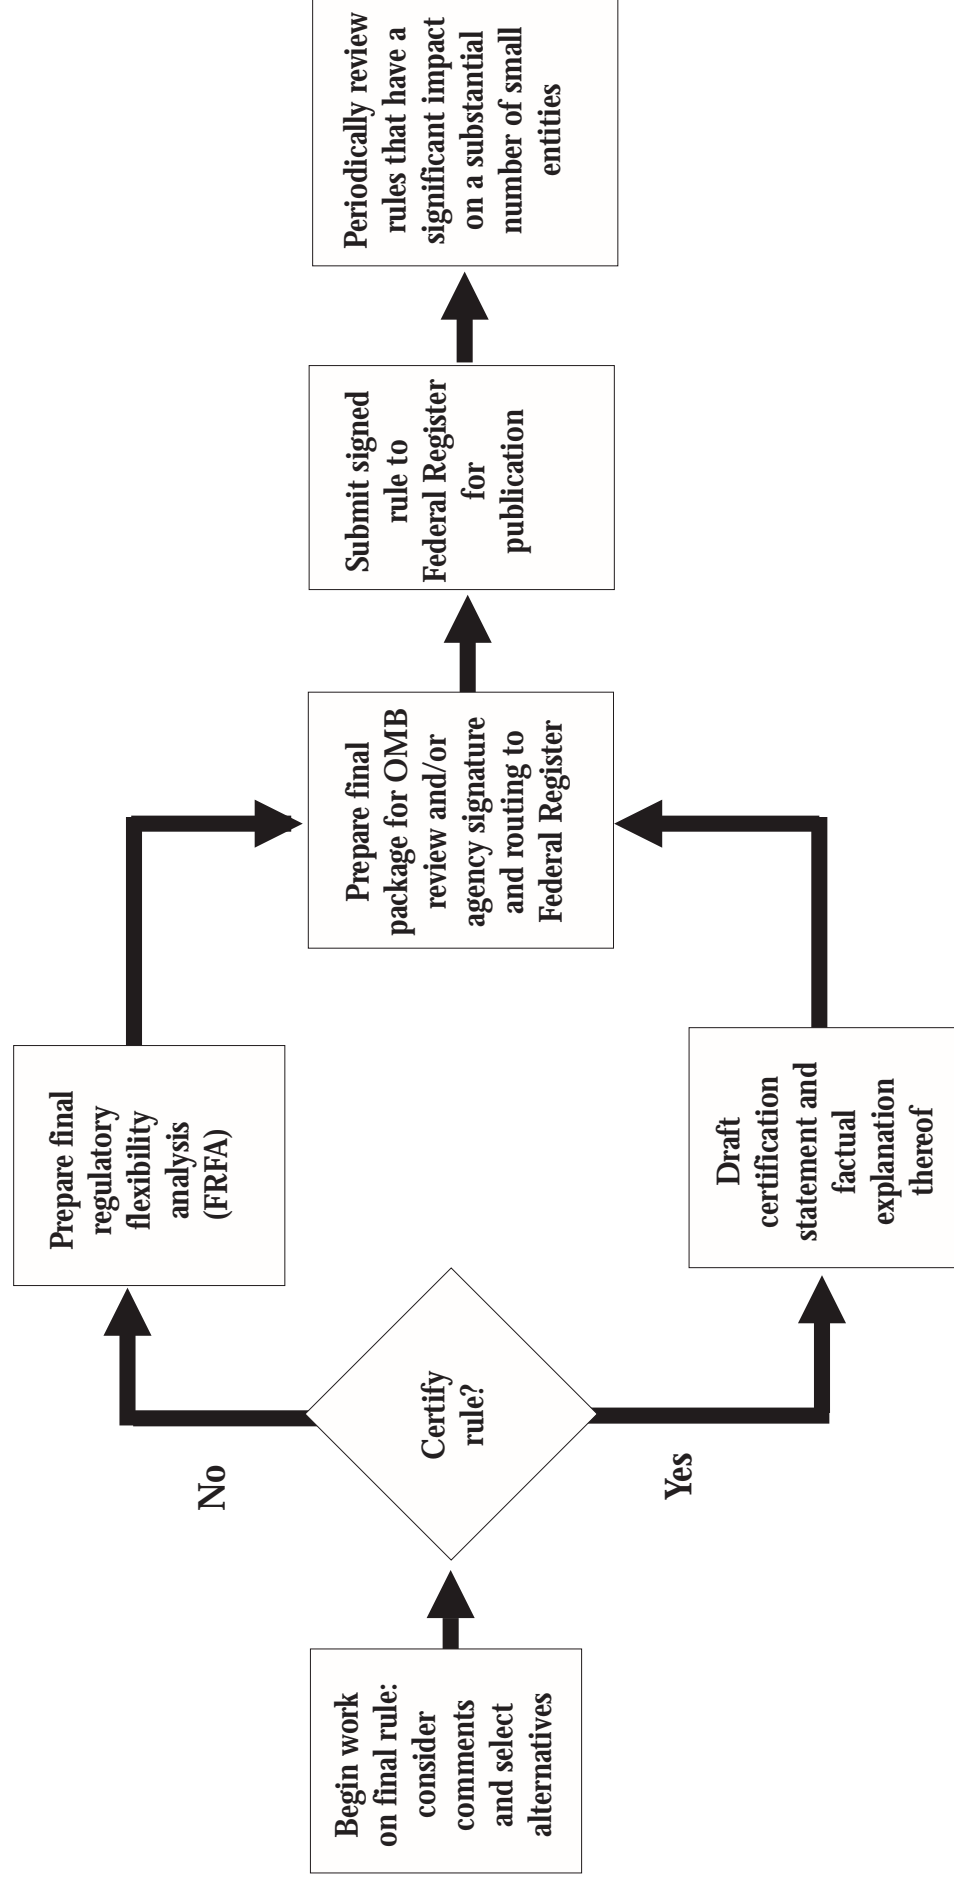 Begin work
on final rule:
consider
comments
and select
alternatives
Certify
rule?
No
Yes
Prepare final
regulatory
flexibility
analysis
(FRFA)
Draft
certification
statement and
factual
explanation
thereof
Prepare final
package for OMB
review and/or
agency signature
and routing to
Federal Register
Submit signed
rule to
Federal Register
for
publication
Periodically review
rules that have a
significant impact
on a substantial
number of small
entities